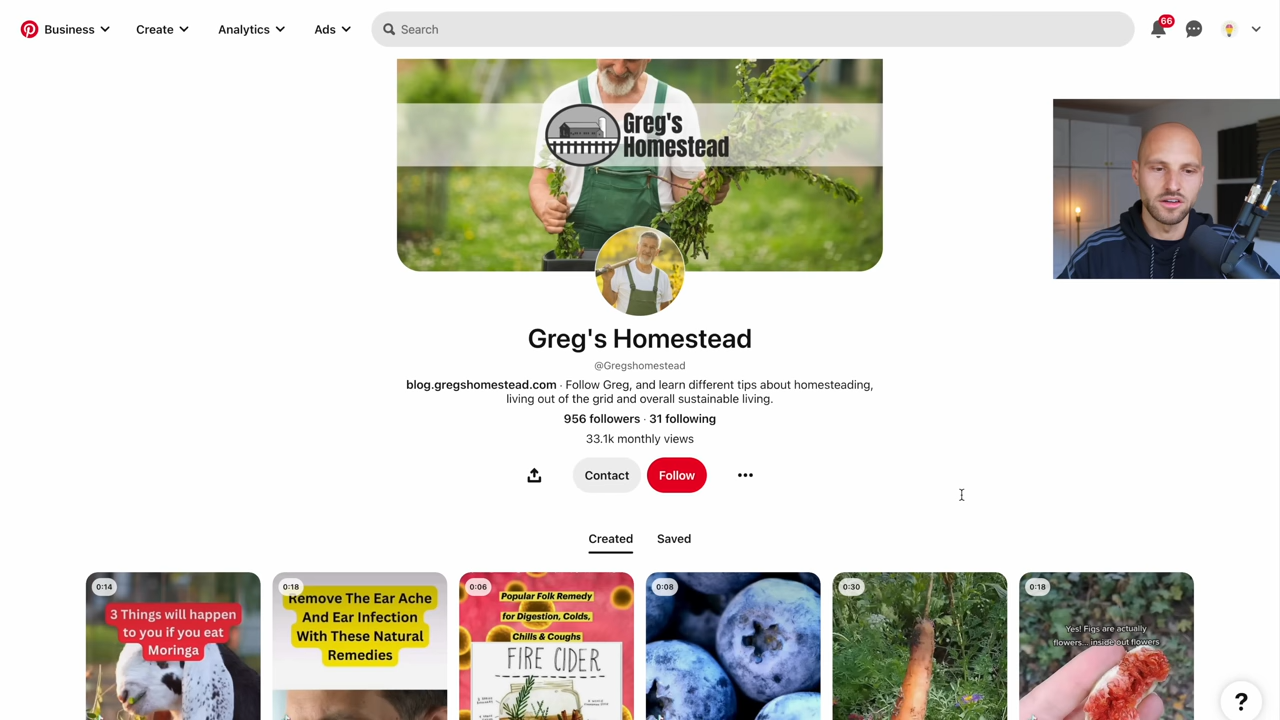 Business
Create
Analytics
Ads
Search
66
Greg's
Homestead
Greg's Homestead
@Gregshomestead
blog.gregshomestead.com · Follow Greg, and learn different tips about homesteading,
living out of the grid and overall sustainable living.
956 followers · 31 following
33.1k monthly views
Contact
Follow
Created
Saved
0:14
3 Things will happen
to you if you eat
Moringa
0:18
Remove The Ear Ache
And Ear Infection
With These Natural
Remedies
0:06
Popular Folk Remedy
for Digestion, Colds,
Chills & Coughs
FIRE CIDER
0:08
0:30
0:18
Yes! Figs are actually
flowers... inside out flowers
?